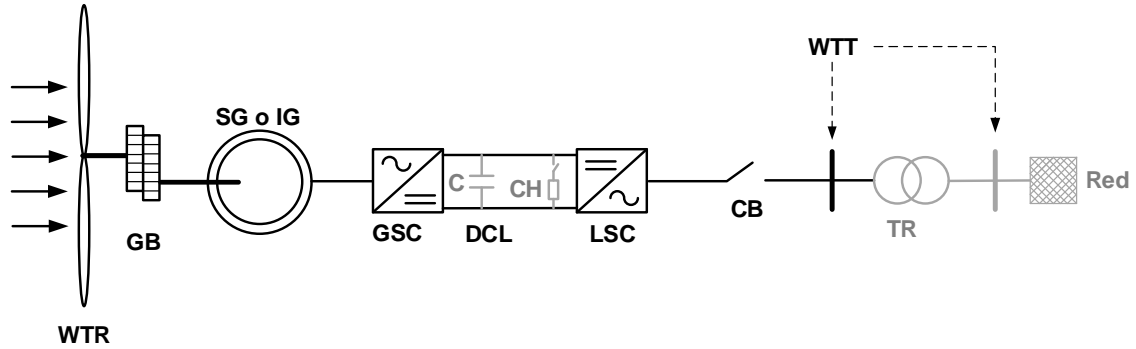 WTT
SG o IG
C
CH
Red
GB
GSC
DCL
LSC
CB
TR
WTR